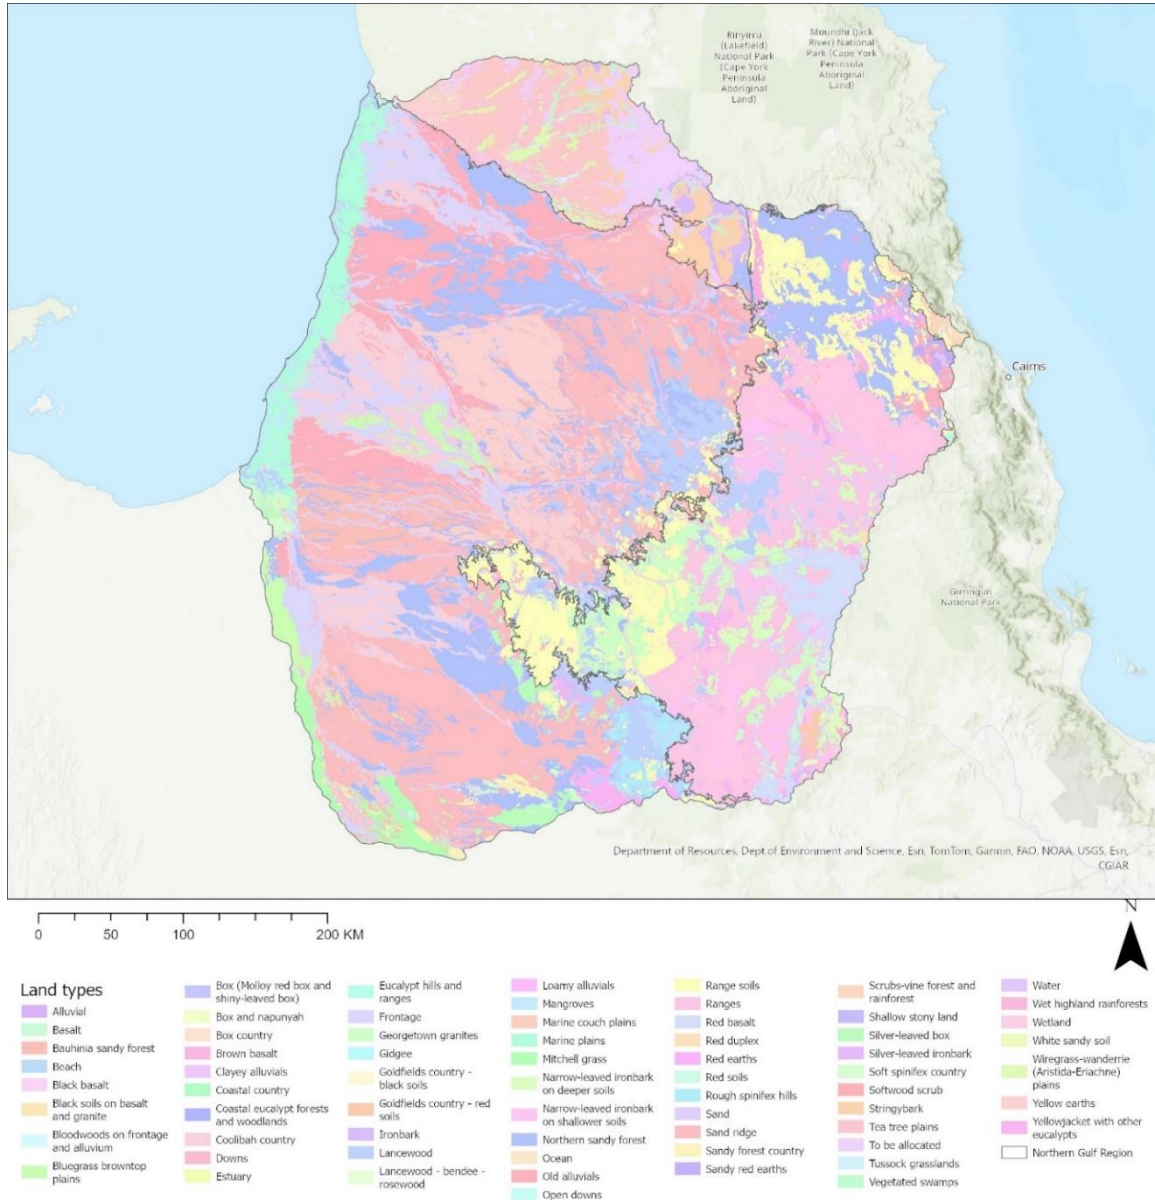 Rinyirru
(Lakefield)
National Park
(Cape York
Peninsula
Aboriginal
Land)
Muundhi (Jack
River) National
Park (Cape York
Peninsula
Aboriginal
Land)
Cairns
Girringun
National Park
Department of Resources, Dept of Environment and Science, Esri, TomTom, Garmin, FAO, NOAA, USGS, Esri,
CGIAR
N
0 50 100 200 KM
Land types
Alluvial
Basalt
Bauhinia sandy forest
Beach
Black basalt
Black soils on basalt
and granite
Bloodwoods on frontage
and alluvium
Bluegrass browntop
plains
Box (Molloy red box and
shiny-leaved box)
Box and napunyah
Box country
Brown basalt
Clayey alluvials
Coastal country
Coastal eucalypt forests
and woodlands
Coolibah country
Downs
Estuary
Eucalypt hills and
ranges
Frontage
Georgetown granites
Gidgee
Goldfields country -
black soils
Goldfields country - red
soils
Ironbark
Lancewood
Lancewood - bendee -
rosewood
Loamy alluvials
Mangroves
Marine couch plains
Marine plains
Mitchell grass
Narrow-leaved ironbark
on deeper soils
Narrow-leaved ironbark
on shallower soils
Northern sandy forest
Ocean
Old alluvials
Open downs
Range soils
Ranges
Red basalt
Red duplex
Red earths
Red soils
Rough spinifex hills
Sand
Sand ridge
Sandy forest country
Sandy red earths
Scrubs-vine forest and
rainforest
Shallow stony land
Silver-leaved box
Silver-leaved ironbark
Soft spinifex country
Softwood scrub
Stringybark
Tea tree plains
To be allocated
Tussock grasslands
Vegetated swamps
Water
Wet highland rainforests
Wetland
White sandy soil
Wiregrass-wanderrie
(Aristida-Eriachne)
plains
Yellow earths
Yellowjacket with other
eucalypts
Northern Gulf Region